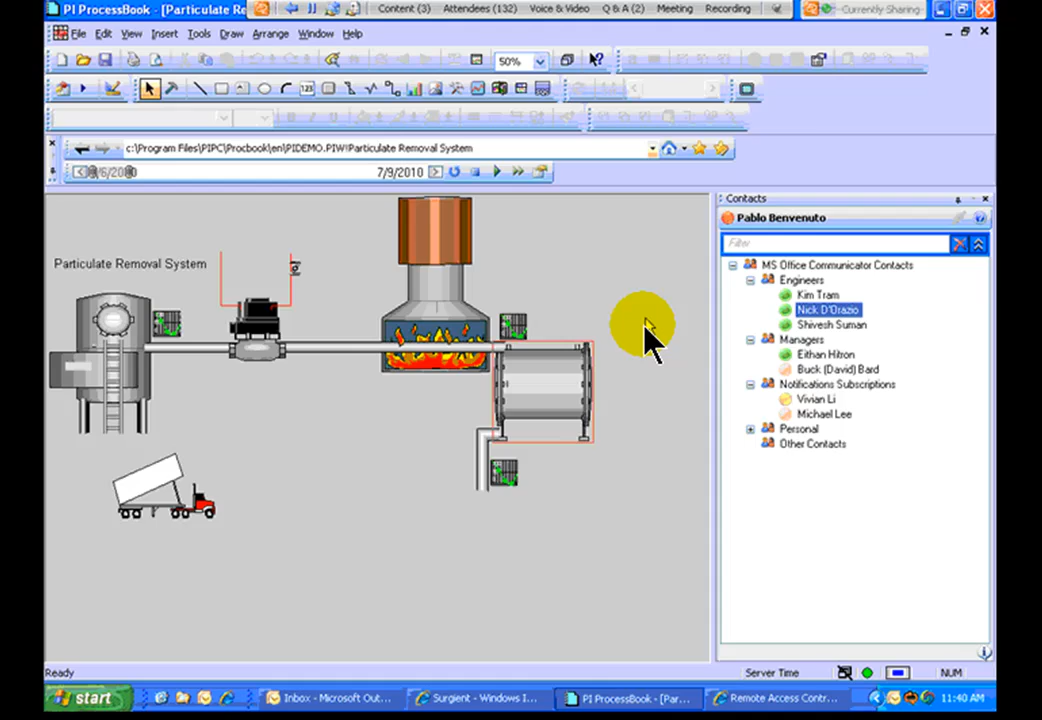 PI ProcessBook - [Particulate Re
Content (3) Attendees (132) Voice & Video Q & A (2) Meeting Recording
Currently Sharing
File Edit View Insert Tools Draw Arrange Window Help
50%
123
c:\Program Files\PIPC\Procbook\en\PIDEMO.PIW!Particulate Removal System
7/9/2010
Contacts
Pablo Benvenuto
Filter
Particulate Removal System
MS Office Communicator Contacts
Engineers
Kim Tram
Nick D'Orazio
Shivesh Suman
Managers
Eithan Hitron
Buck (David) Bard
Notifications Subscriptions
Vivian Li
Michael Lee
Personal
Other Contacts
Ready
Server Time
NUM
start
Inbox - Microsoft Out...
Surgient - Windows I...
PI ProcessBook - [Par...
Remote Access Contr...
11:40 AM